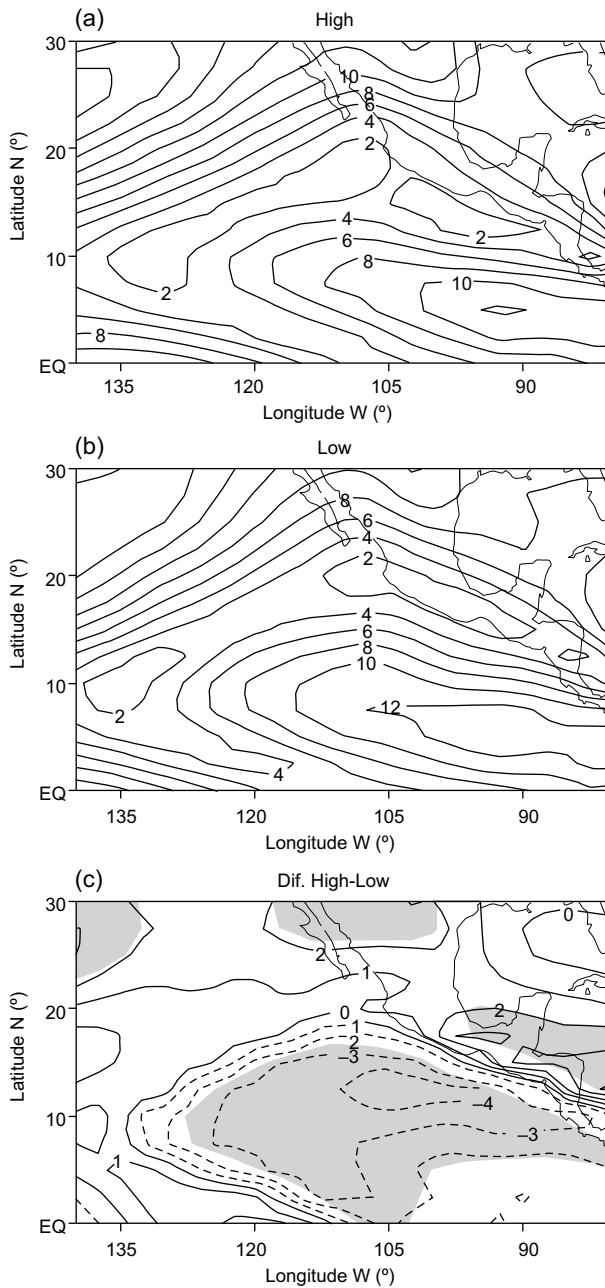 (a) High
30
20
10
EQ
Latitude N (º)
10
8
6
4
2
2
4
6
8
10
2
8
135 120 105 90
Longitude W (º)
(b) Low
30
20
10
EQ
Latitude N (º)
8
6
4
2
4
6
8
10
12
2
4
135 120 105 90
Longitude W (º)
(c) Dif. High-Low
30
20
10
EQ
Latitude N (º)
0
2
1
2
0
1
2
–3
–4
–3
1
135 120 105 90
Longitude W (º)